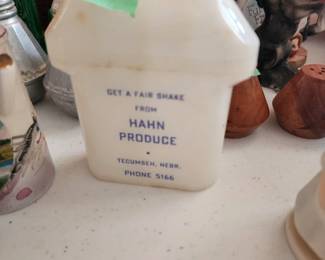 GET A FAIR SHAKE
FROM
HAHN
PRODUCE
•
TECUMSEH, NEBR.
PHONE 5166